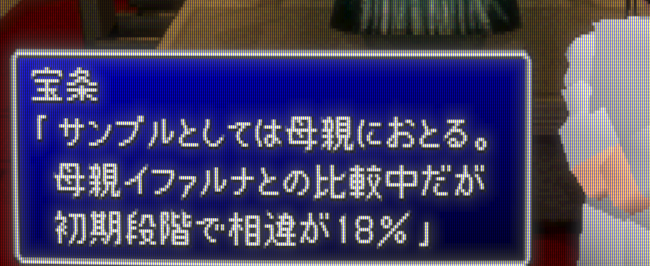 宝条
「サンプルとしては母親におとる。
母親イファルナとの比較中だが
初期段階で相違が18％」